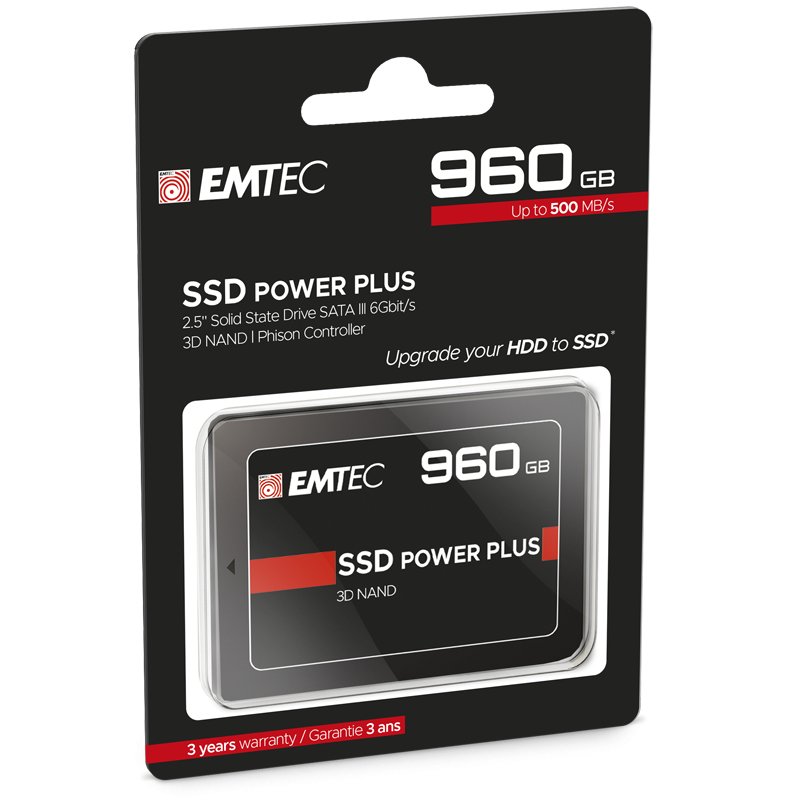 EMTEC
EMTEC
960 GB
Up to 500 MB/s
SSD POWER PLUS
2.5" Solid State Drive SATA III 6Gbit/s
3D NAND | Phison Controller
Upgrade your HDD to SSD*
EMTEC
EMTEC
960 GB
SSD POWER PLUS
3D NAND
3 years warranty / Garantie 3 ans